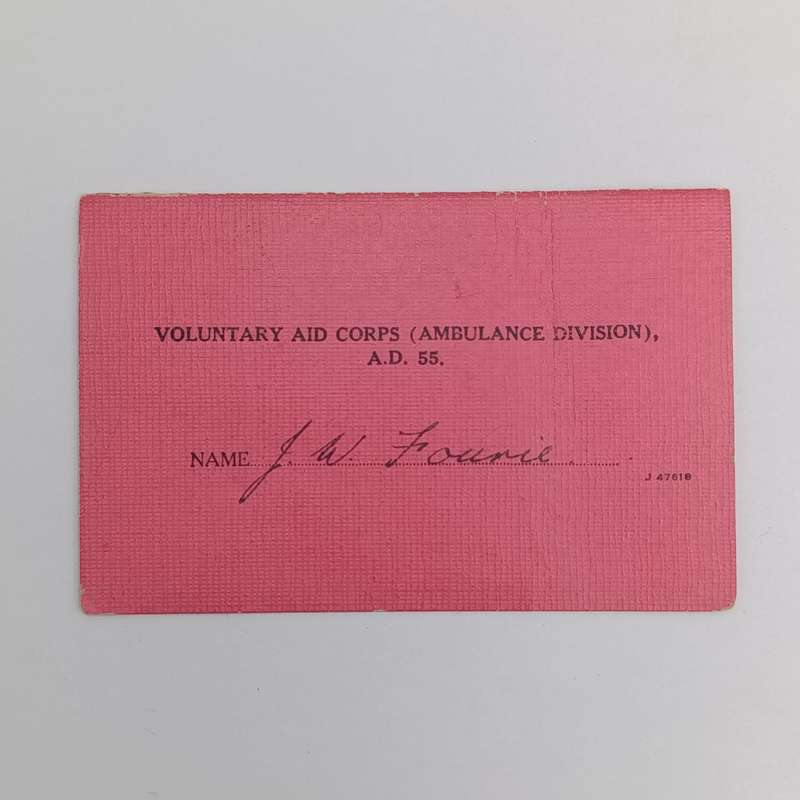 VOLUNTARY AID CORPS (AMBULANCE DIVISION),
A.D. 55.
NAME J. W. Fourie
J 47618